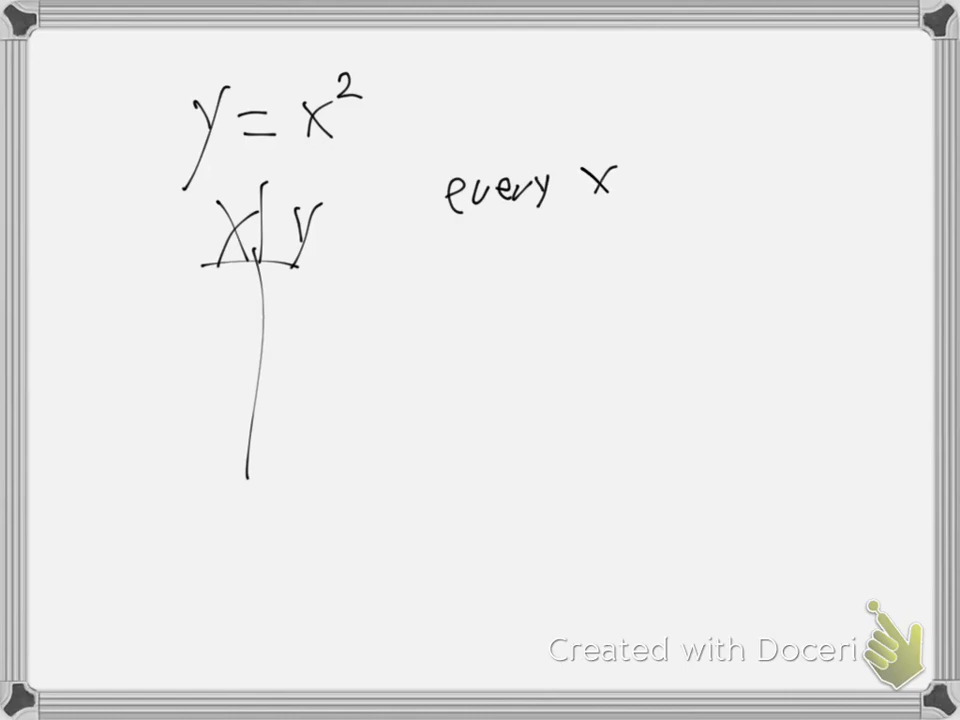 y = x²
x | y
every x
Created with Doceri